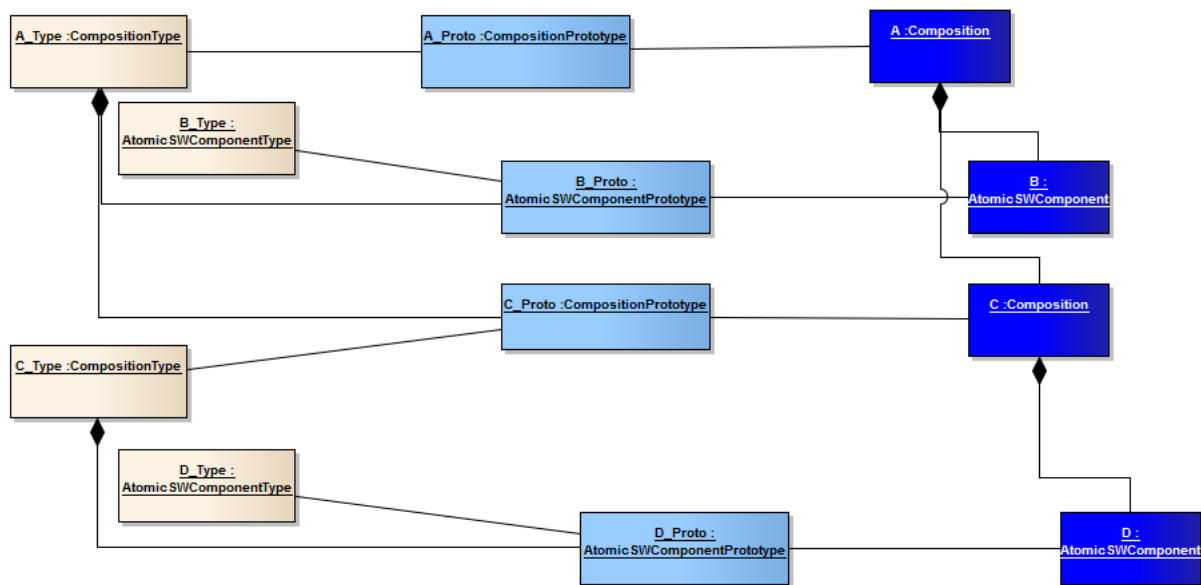 A_Type :CompositionType
A_Proto :CompositionPrototype
A :Composition
B_Type :
AtomicSWComponentType
B_Proto :
AtomicSWComponentPrototype
B :
AtomicSWComponent
C_Proto :CompositionPrototype
C :Composition
C_Type :CompositionType
D_Type :
AtomicSWComponentType
D_Proto :
AtomicSWComponentPrototype
D :
AtomicSWComponent